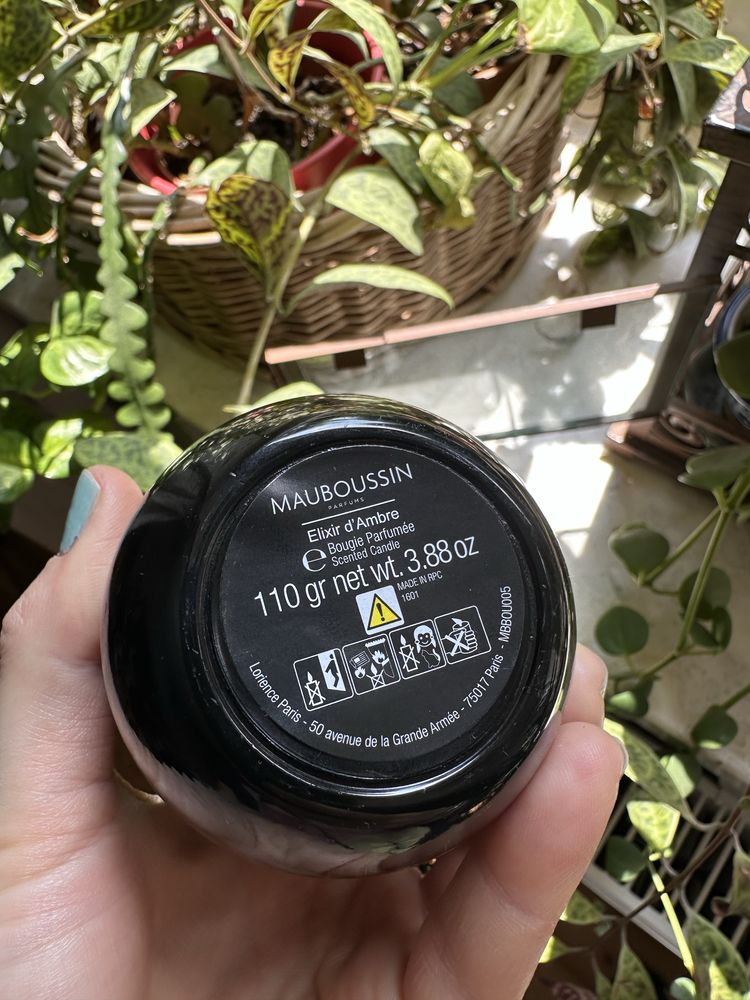 MAUBOUSSIN
PARFUMS
Elixir d'Ambre
Bougie Parfumée
Scented Candle
℮
110 gr net wt. 3.88 oz
MADE IN RPC
1601
Lorience Paris - 50 avenue de la Grande Armée - 75017 Paris - MBBOU005